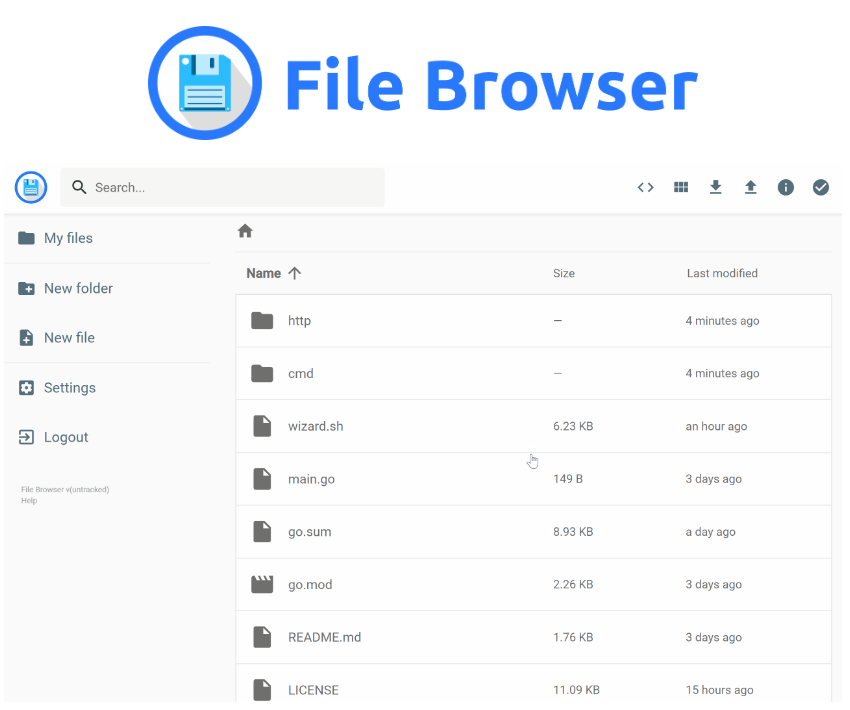 File Browser
Search...
My files
New folder
New file
Settings
Logout
File Browser v(untracked)
Help
Name Size Last modified
http — 4 minutes ago
cmd — 4 minutes ago
wizard.sh 6.23 KB an hour ago
main.go 149 B 3 days ago
go.sum 8.93 KB a day ago
go.mod 2.26 KB 3 days ago
README.md 1.76 KB 3 days ago
LICENSE 11.09 KB 15 hours ago